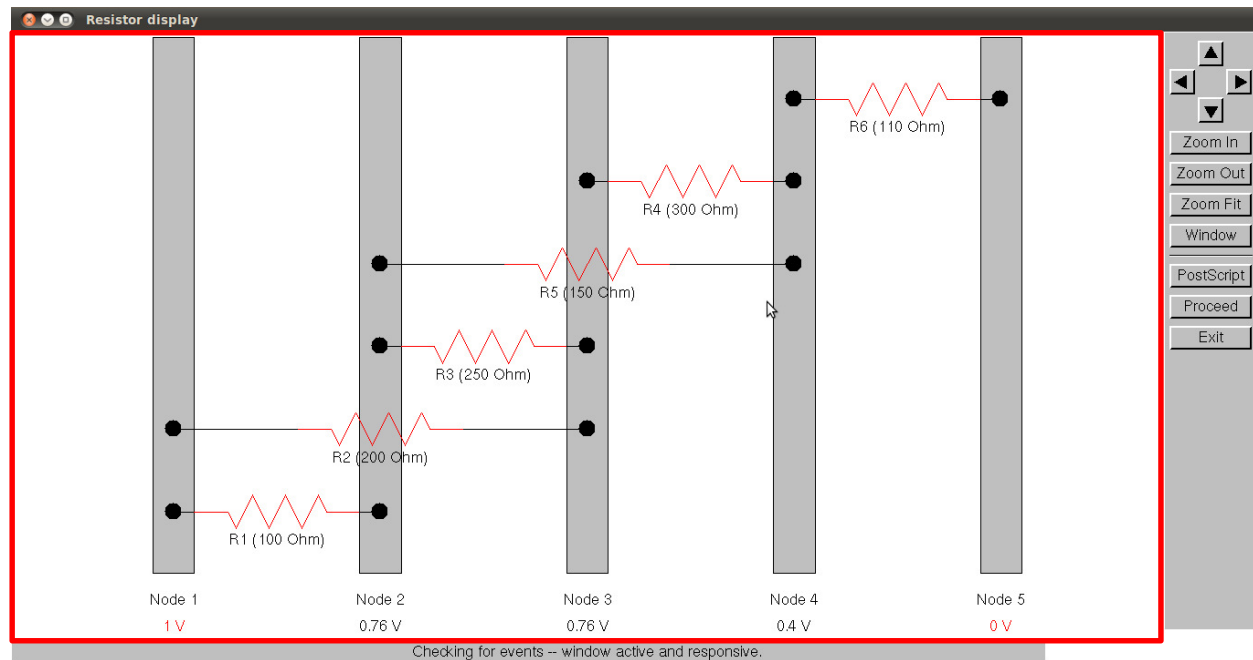 Resistor display
R6 (110 Ohm)
Zoom In
R4 (300 Ohm)
Zoom Out
Zoom Fit
Window
R5 (150 Ohm)
PostScript
Proceed
Exit
R3 (250 Ohm)
R2 (200 Ohm)
R1 (100 Ohm)
Node 1 Node 2 Node 3 Node 4 Node 5
1 V 0.76 V 0.76 V 0.4 V 0 V
Checking for events -- window active and responsive.